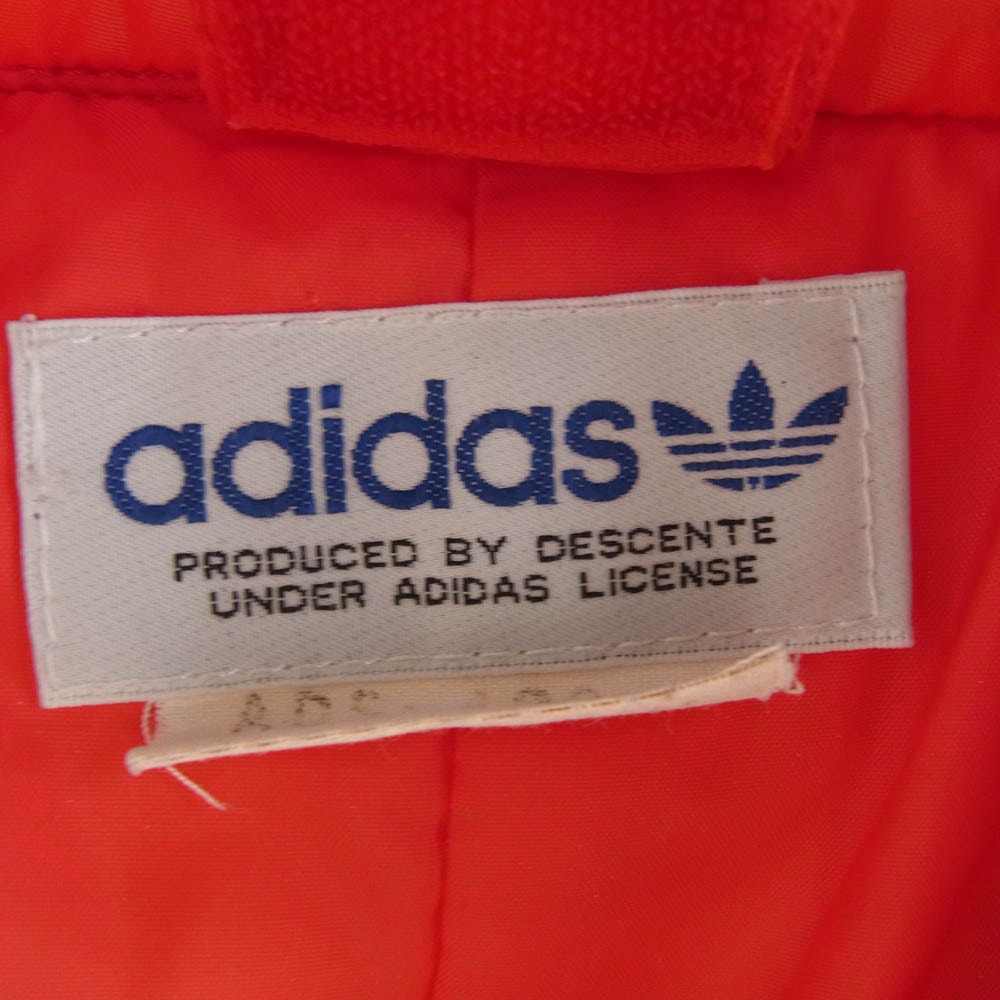 adidas
PRODUCED BY DESCENTE
UNDER ADIDAS LICENSE